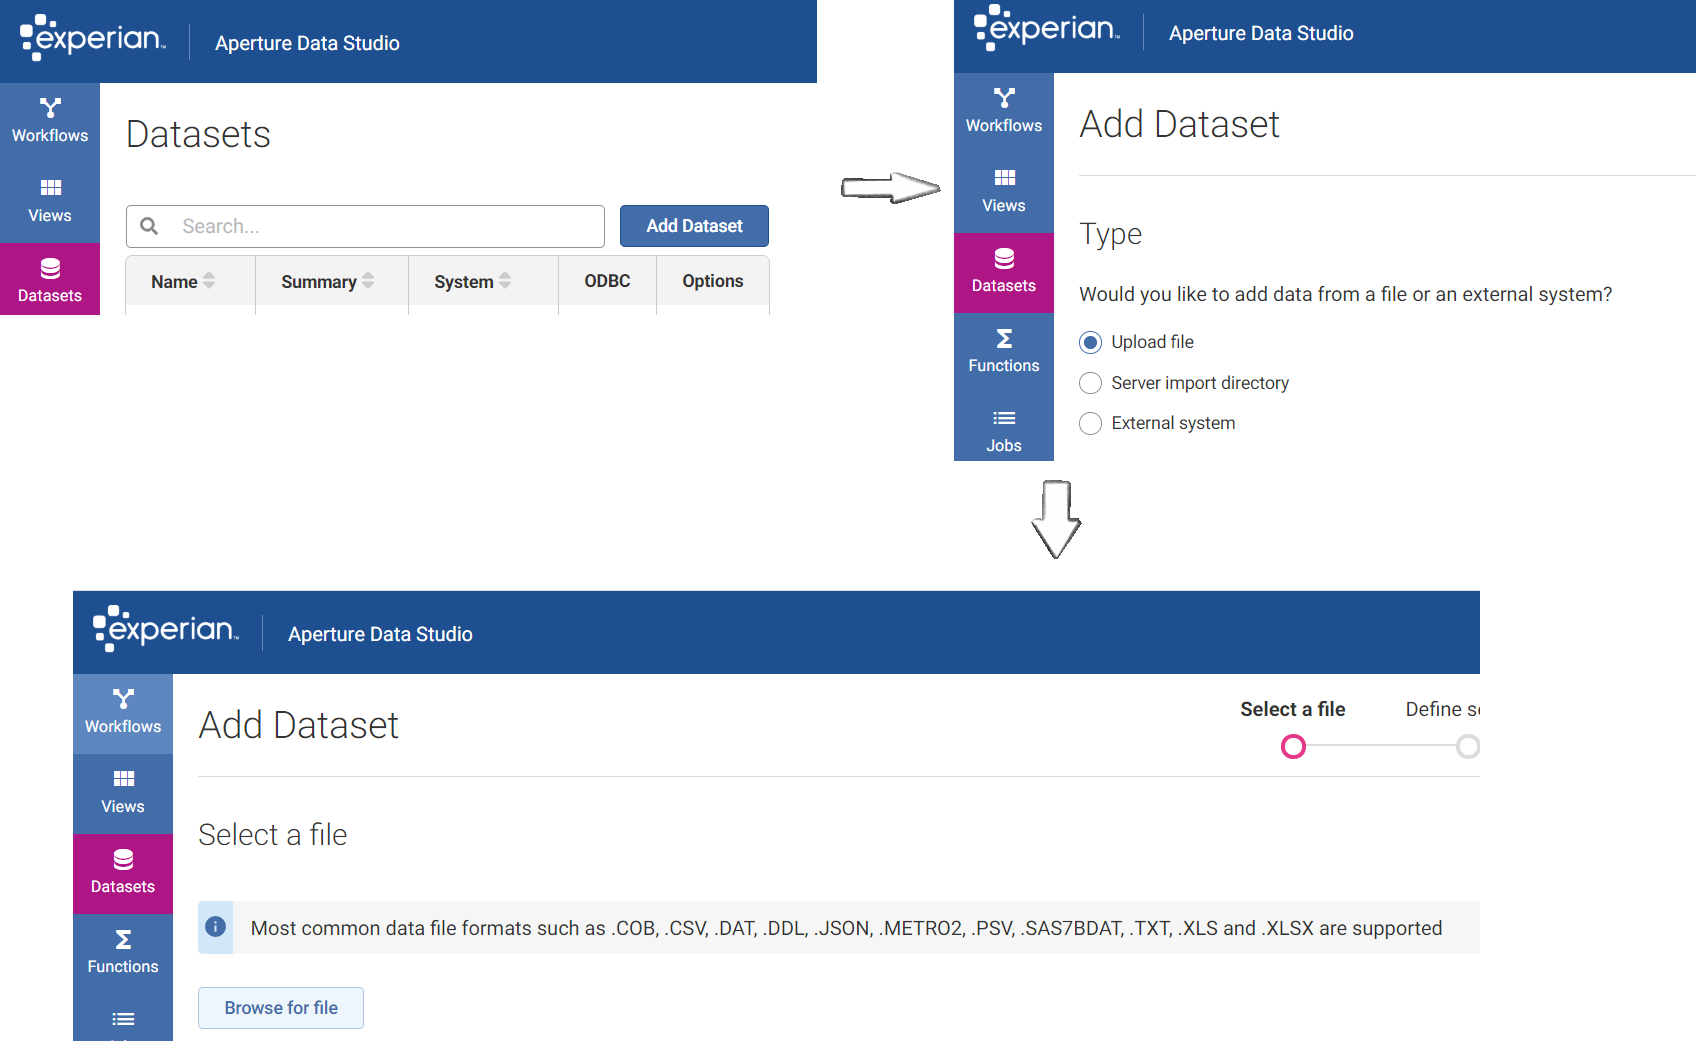 experian™
Aperture Data Studio
Workflows
Views
Datasets
Datasets
Search...
Add Dataset
Name
Summary
System
ODBC
Options
experian™
Aperture Data Studio
Workflows
Views
Datasets
Functions
Jobs
Add Dataset
Type
Would you like to add data from a file or an external system?
Upload file
Server import directory
External system
experian™
Aperture Data Studio
Workflows
Views
Datasets
Functions
Add Dataset
Select a file
Define
Select a file
Most common data file formats such as .COB, .CSV, .DAT, .DDL, .JSON, .METRO2, .PSV, .SAS7BDAT, .TXT, .XLS and .XLSX are supported
Browse for file